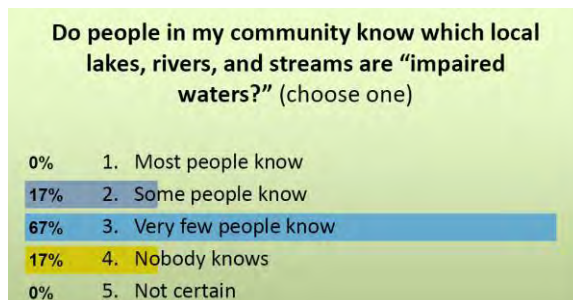 Do people in my community know which local
lakes, rivers, and streams are “impaired
waters?” (choose one)
0% 1. Most people know
17% 2. Some people know
67% 3. Very few people know
17% 4. Nobody knows
0% 5. Not certain